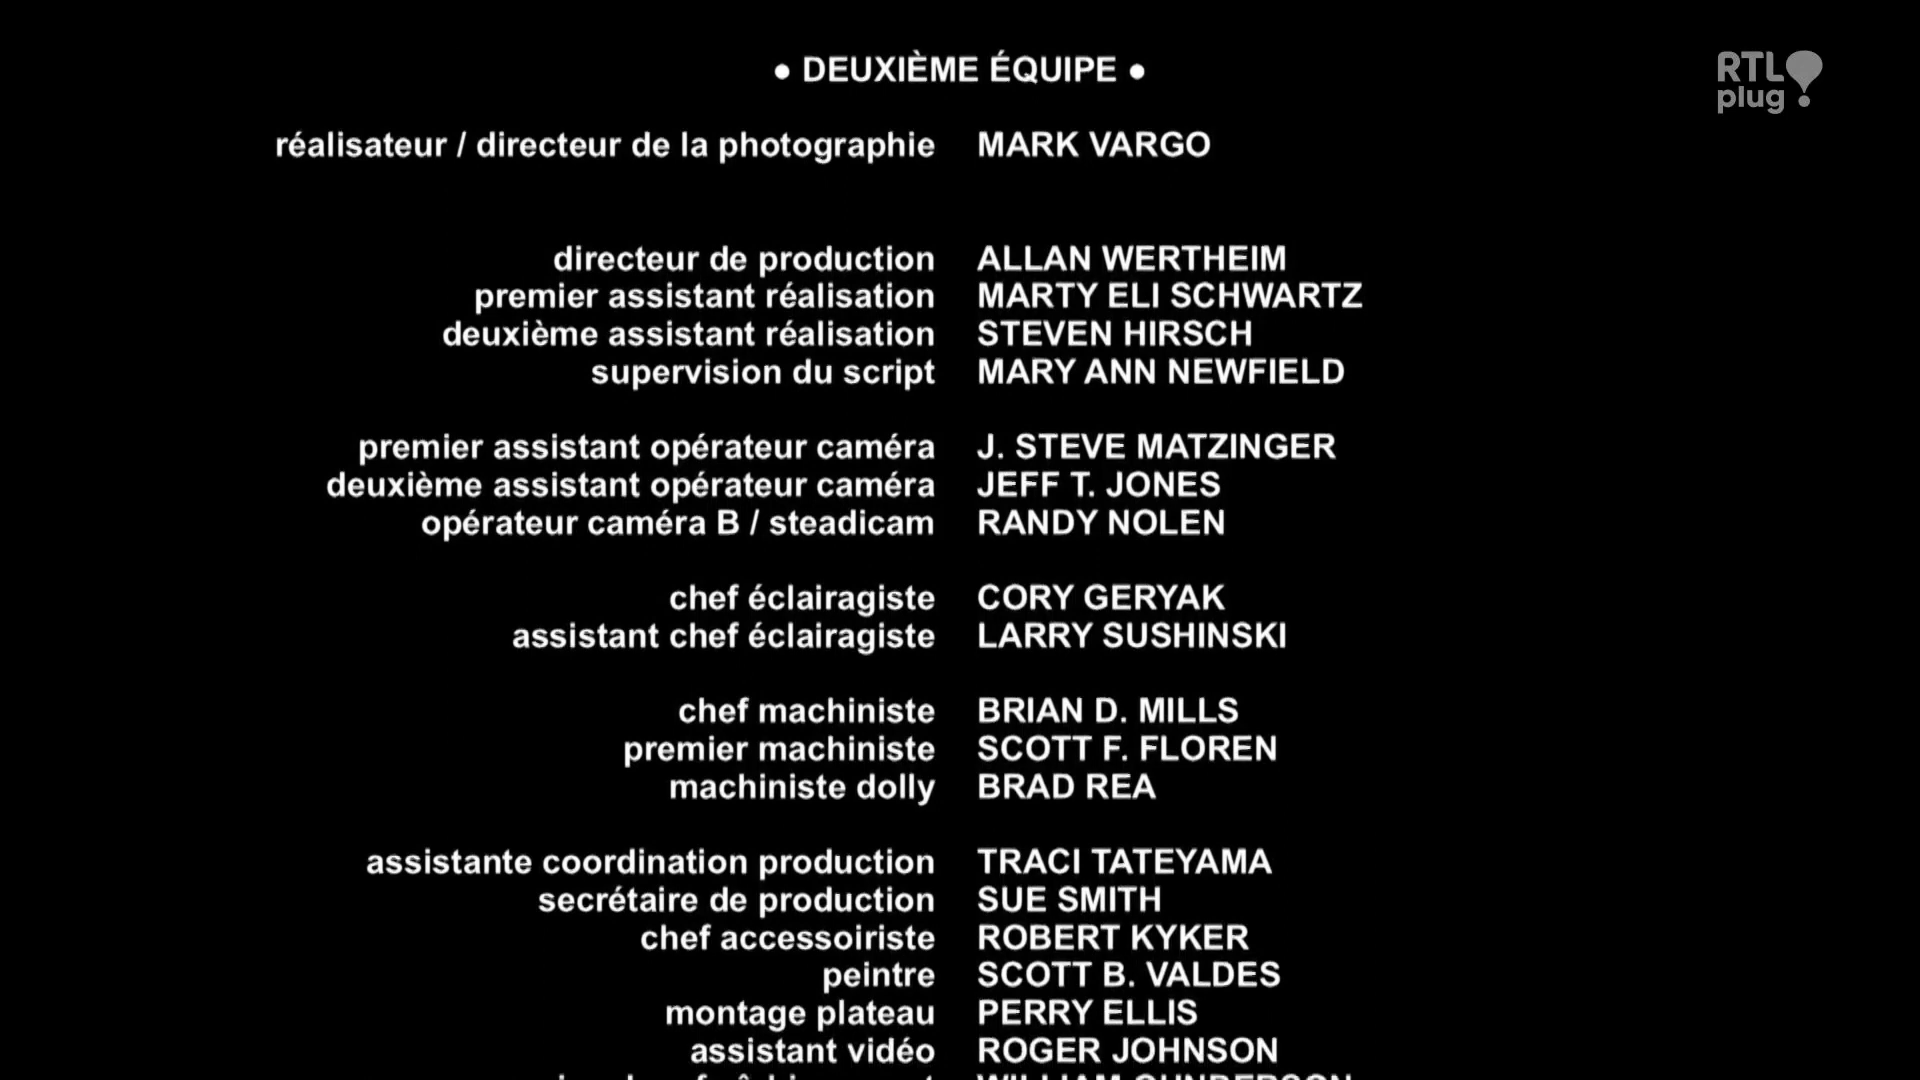 • DEUXIÈME ÉQUIPE •
RTL
plug
réalisateur / directeur de la photographie MARK VARGO
directeur de production ALLAN WERTHEIM
premier assistant réalisation MARTY ELI SCHWARTZ
deuxième assistant réalisation STEVEN HIRSCH
supervision du script MARY ANN NEWFIELD
premier assistant opérateur caméra J. STEVE MATZINGER
deuxième assistant opérateur caméra JEFF T. JONES
opérateur caméra B / steadicam RANDY NOLEN
chef éclairagiste CORY GERYAK
assistant chef éclairagiste LARRY SUSHINSKI
chef machiniste BRIAN D. MILLS
premier machiniste SCOTT F. FLOREN
machiniste dolly BRAD REA
assistante coordination production TRACI TATEYAMA
secrétaire de production SUE SMITH
chef accessoiriste ROBERT KYKER
peintre SCOTT B. VALDES
montage plateau PERRY ELLIS
assistant vidéo ROGER JOHNSON